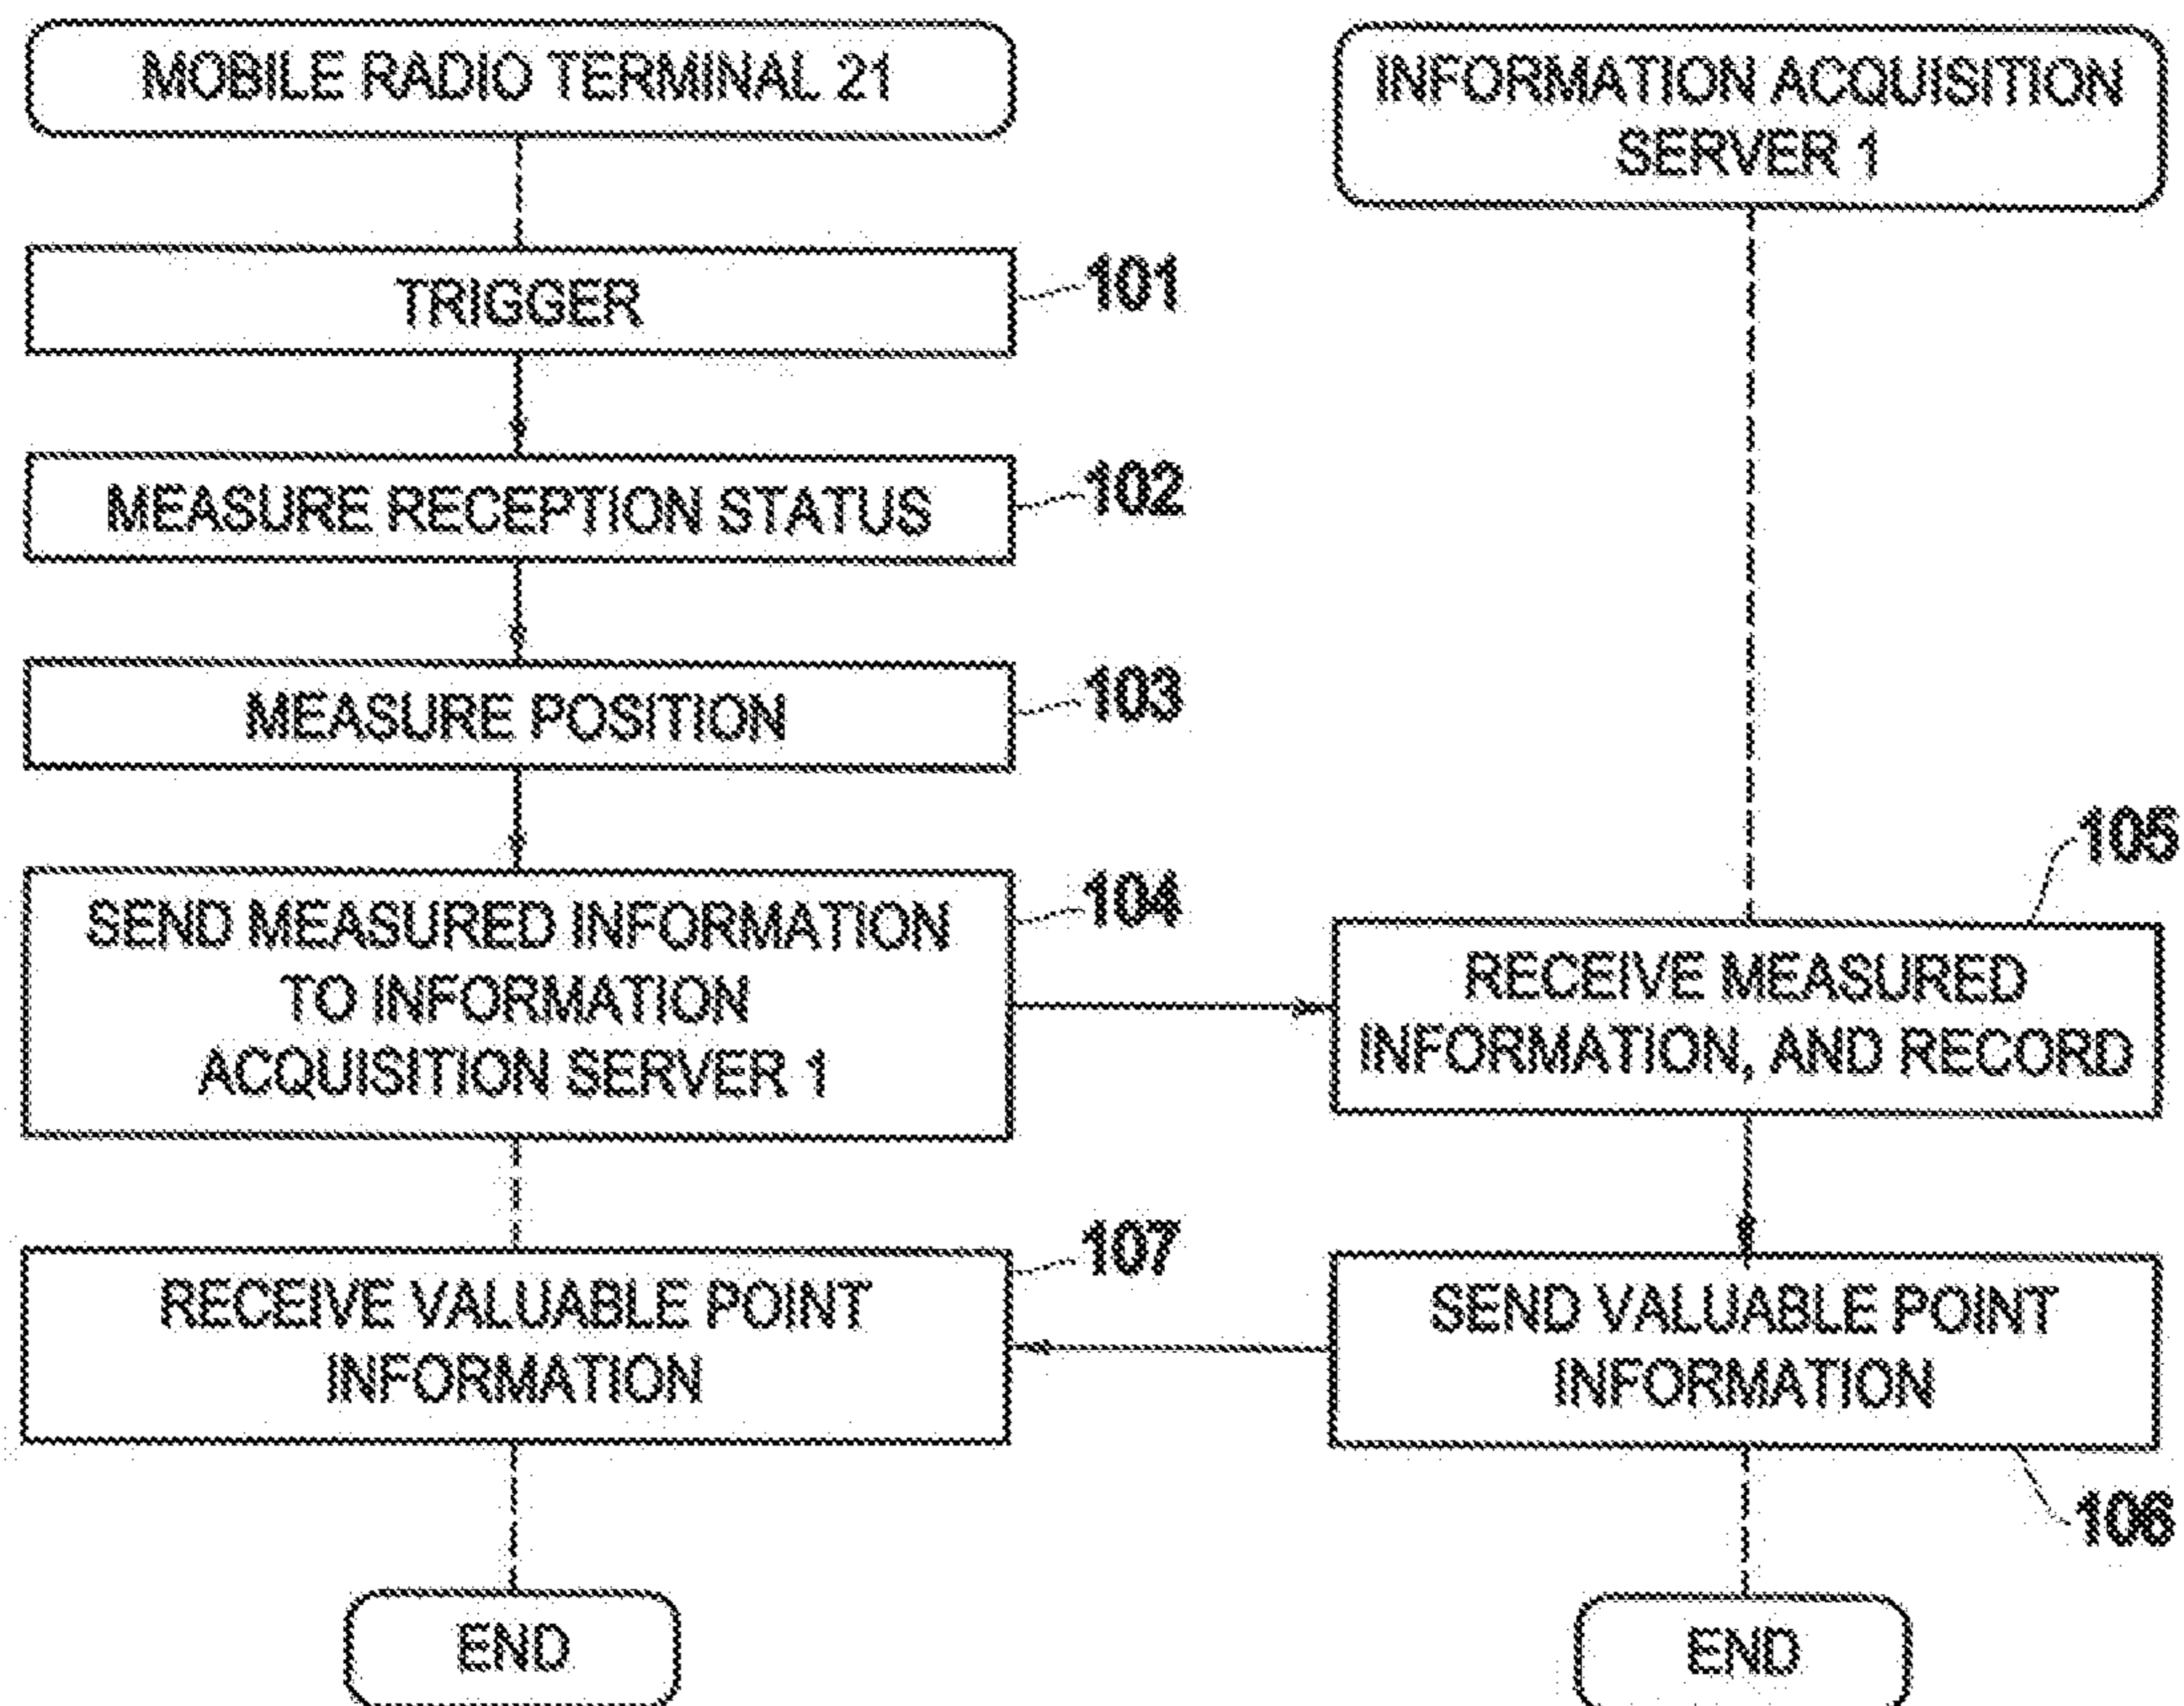 MOBILE RADIO TERMINAL 21
INFORMATION ACQUISITION
SERVER 1
TRIGGER
101
MEASURE RECEPTION STATUS
102
MEASURE POSITION
103
SEND MEASURED INFORMATION
TO INFORMATION
ACQUISITION SERVER 1
104
105
RECEIVE MEASURED
INFORMATION, AND RECORD
RECEIVE VALUABLE POINT
INFORMATION
107
SEND VALUABLE POINT
INFORMATION
106
END
END